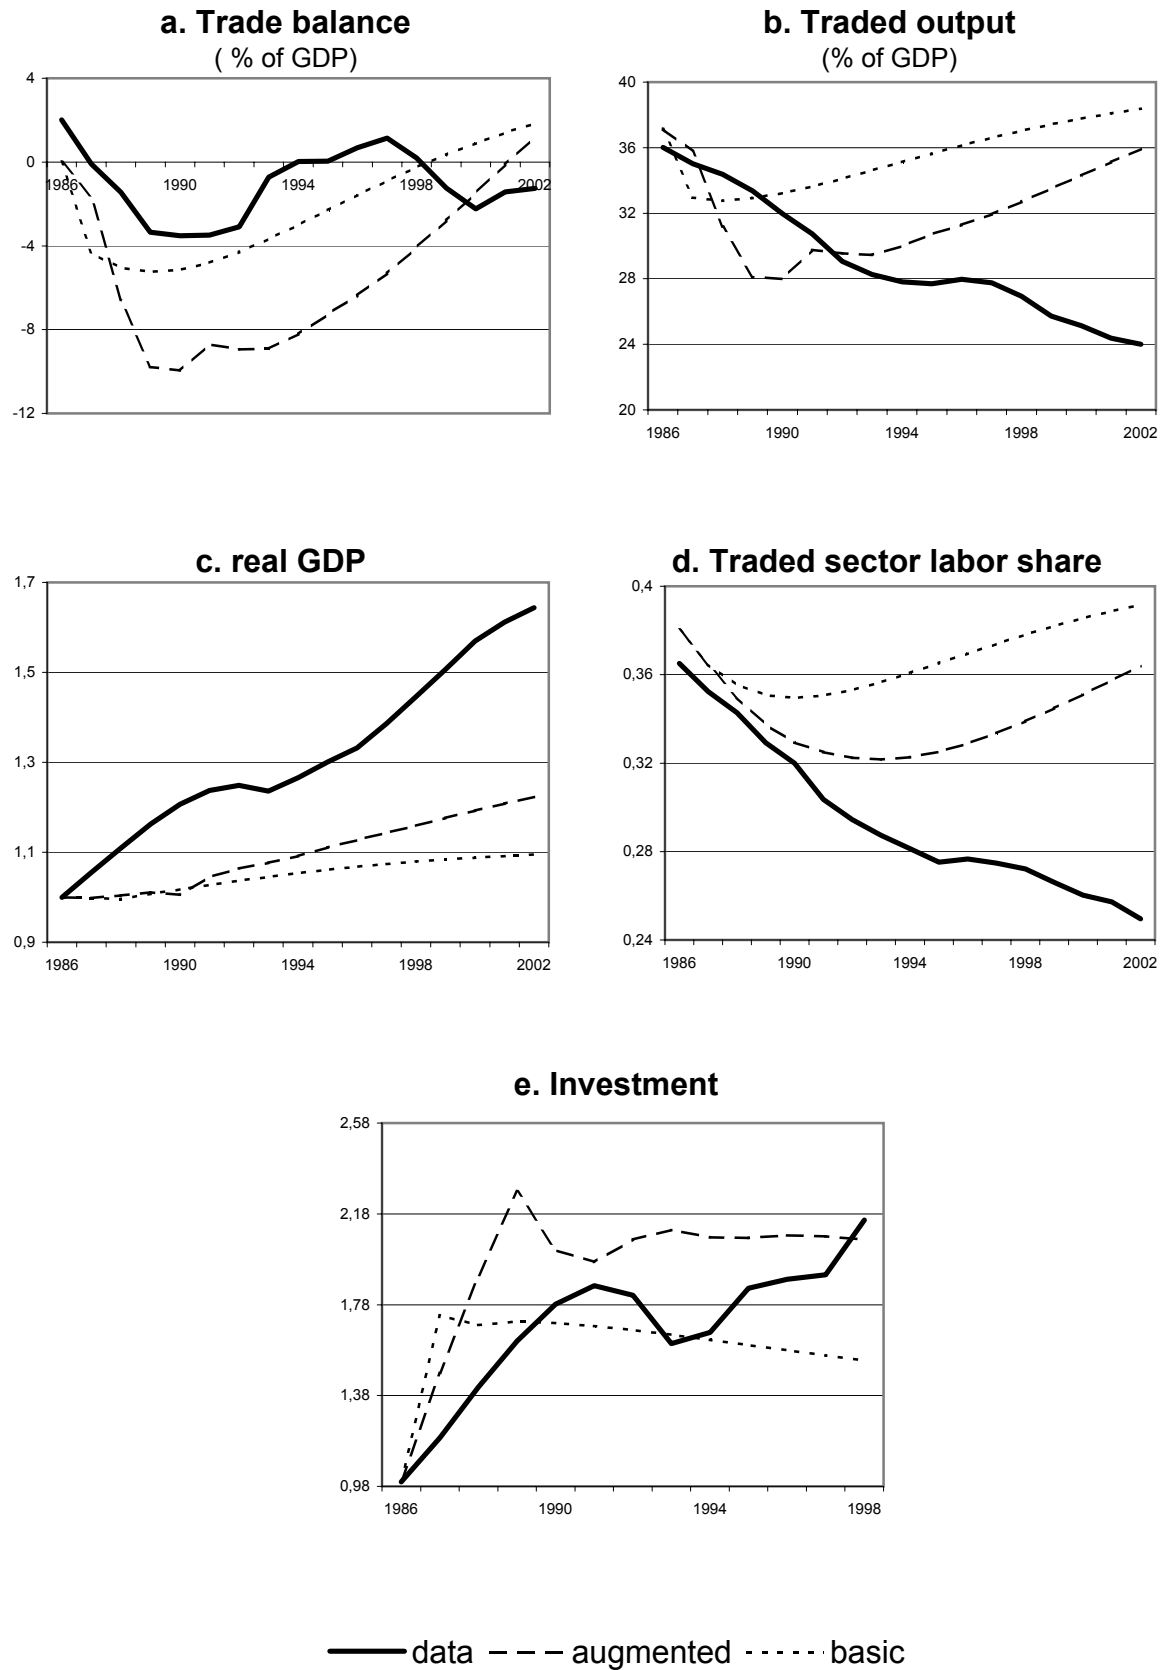 a. Trade balance
( % of GDP)
4
0
-4
-8
-12
1986 1990 1994 1998 2002
b. Traded output
(% of GDP)
40
36
32
28
24
20
1986 1990 1994 1998 2002
c. real GDP
1,7
1,5
1,3
1,1
0,9
1986 1990 1994 1998 2002
d. Traded sector labor share
0,4
0,36
0,32
0,28
0,24
1986 1990 1994 1998 2002
e. Investment
2,58
2,18
1,78
1,38
0,98
1986 1990 1994 1998
data augmented basic